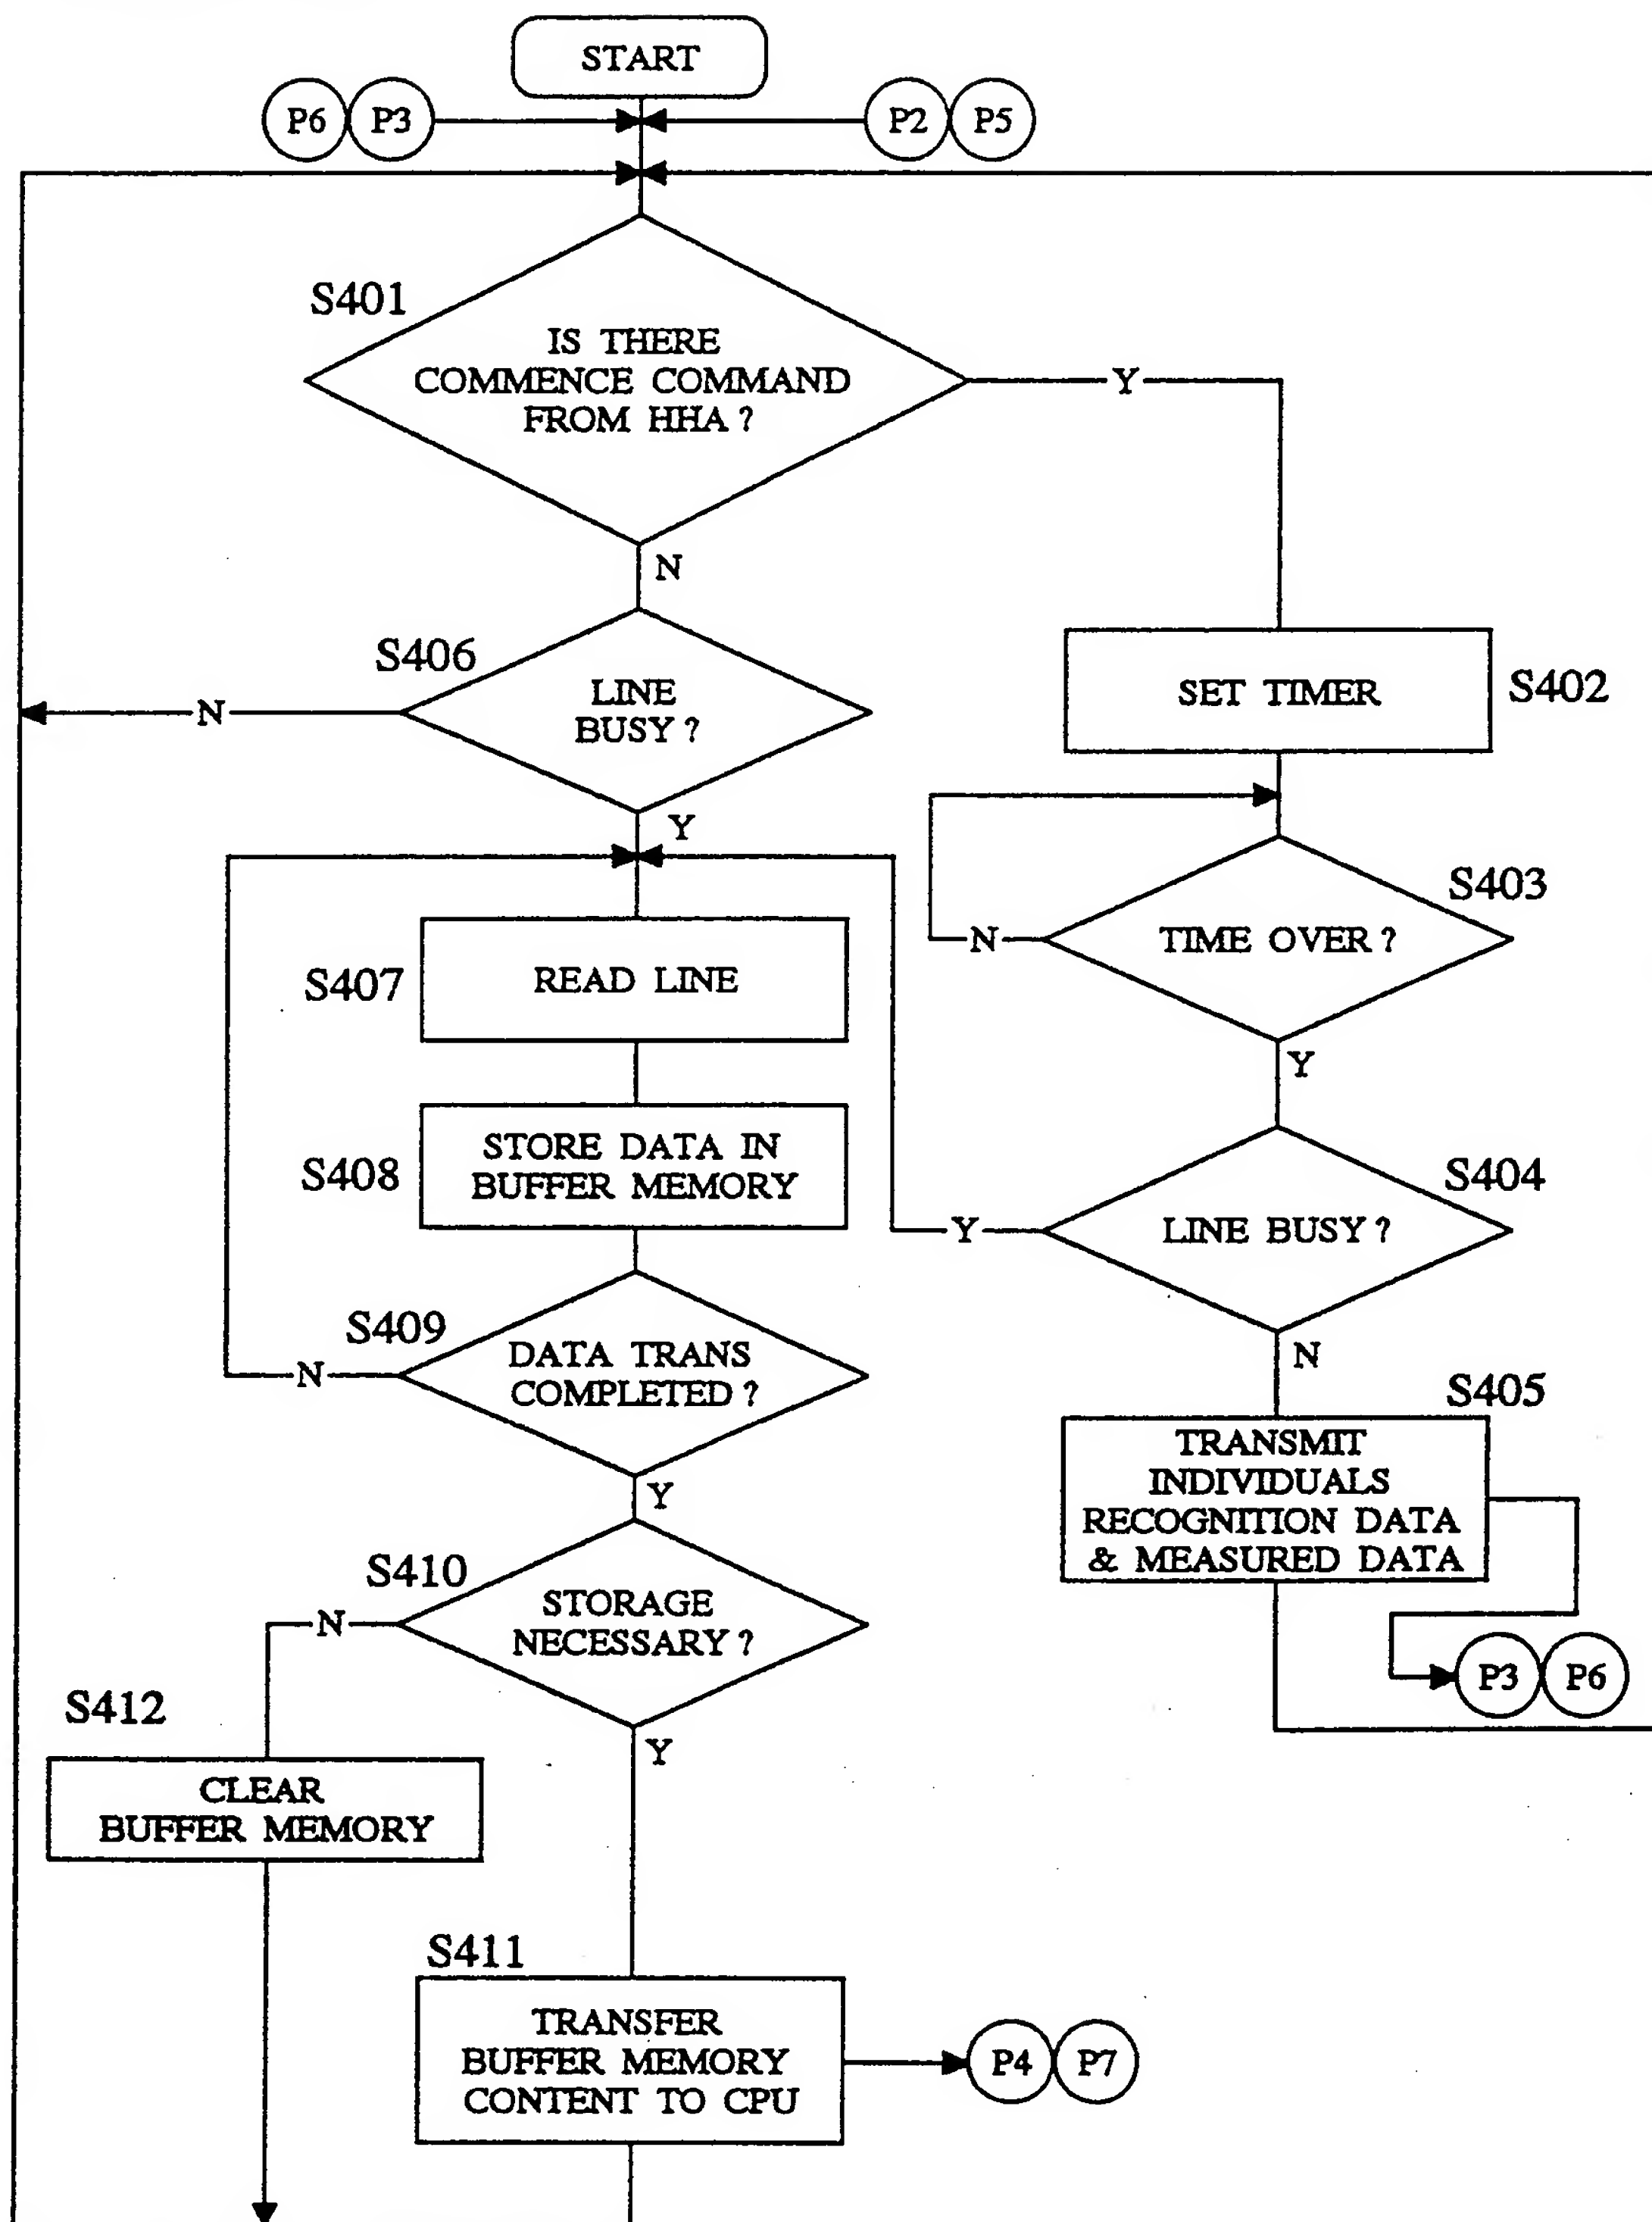 START
P6 P3
P2 P5
S401
IS THERE
COMMENCE COMMAND
FROM HHA ?
Y
N
S406
LINE
BUSY ?
N
Y
SET TIMER
S402
S403
TIME OVER ?
N
Y
S407
READ LINE
S408
STORE DATA IN
BUFFER MEMORY
S404
LINE BUSY ?
Y
N
S409
DATA TRANS
COMPLETED ?
N
Y
S405
TRANSMIT
INDIVIDUALS
RECOGNITION DATA
& MEASURED DATA
P3 P6
S410
STORAGE
NECESSARY ?
N
Y
S412
CLEAR
BUFFER MEMORY
S411
TRANSFER
BUFFER MEMORY
CONTENT TO CPU
P4 P7